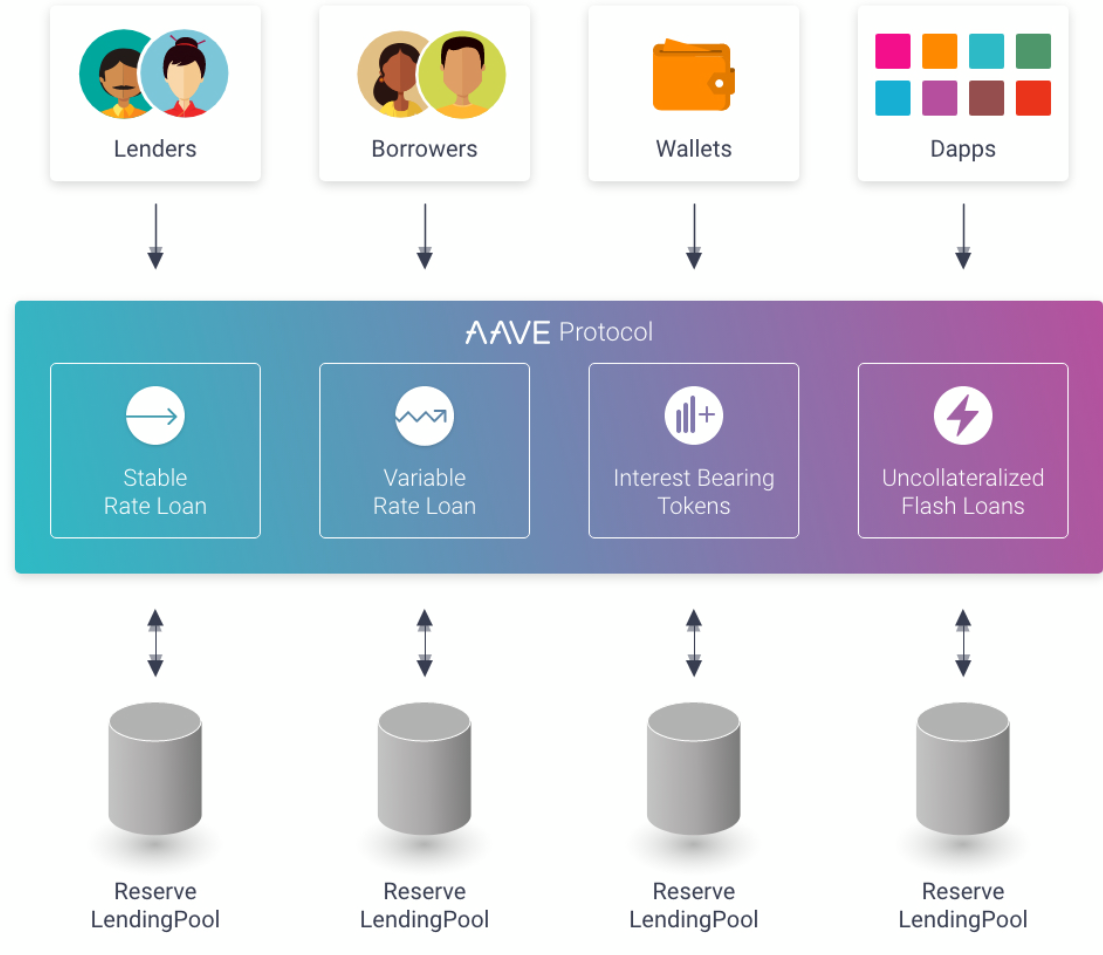 Lenders
Borrowers
Wallets
Dapps
AAVE Protocol
Stable
Rate Loan
Variable
Rate Loan
Interest Bearing
Tokens
Uncollateralized
Flash Loans
Reserve
LendingPool
Reserve
LendingPool
Reserve
LendingPool
Reserve
LendingPool